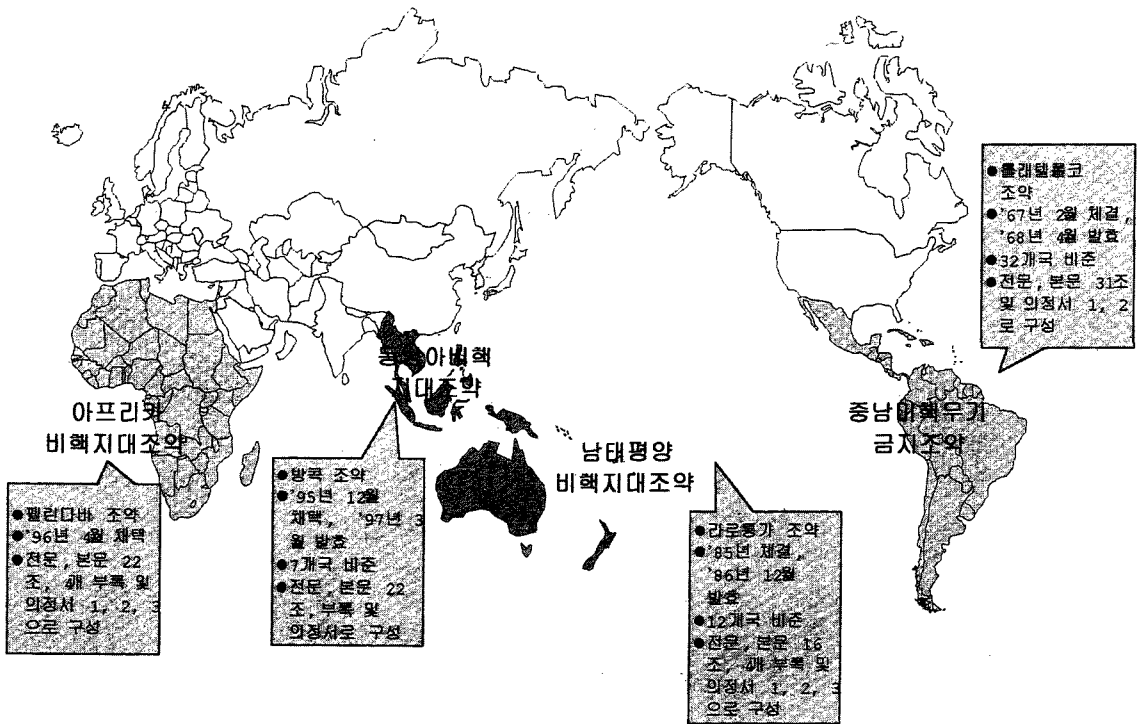 틀래텔롤코
조약
'67년 2월 체결,
'68년 4월 발효
32개국 비준
전문, 본문 31조
및 의정서 1, 2
로 구성
동남아비핵
지대조약
아프리카
비핵지대조약
중남미핵무기
금지조약
남태평양
비핵지대조약
펠린다바 조약
'96년 4월 채택
전문, 본문 22
조, 4개 부록 및
의정서 1, 2, 3
으로 구성
방콕 조약
'95년 12월
채택, '97년 3
월 발효
7개국 비준
전문, 본문 22
조, 부록 및
의정서로 구성
라로통가 조약
'85년 체결,
'86년 12월
발효
12개국 비준
전문, 본문 16
조, 4개 부록 및
의정서 1, 2, 3
으로 구성